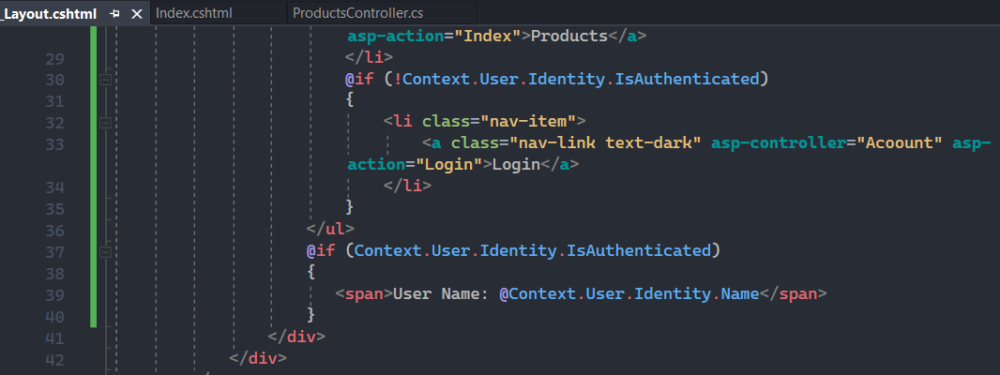 _Layout.cshtml Index.cshtml ProductsController.cs
asp-action="Index">Products</a>
29 </li>
30 @if (!Context.User.Identity.IsAuthenticated)
31 {
32 <li class="nav-item">
33 <a class="nav-link text-dark" asp-controller="Acoount" asp-
action="Login">Login</a>
34 </li>
35 }
36 </ul>
37 @if (Context.User.Identity.IsAuthenticated)
38 {
39 <span>User Name: @Context.User.Identity.Name</span>
40 }
41 </div>
42 </div>